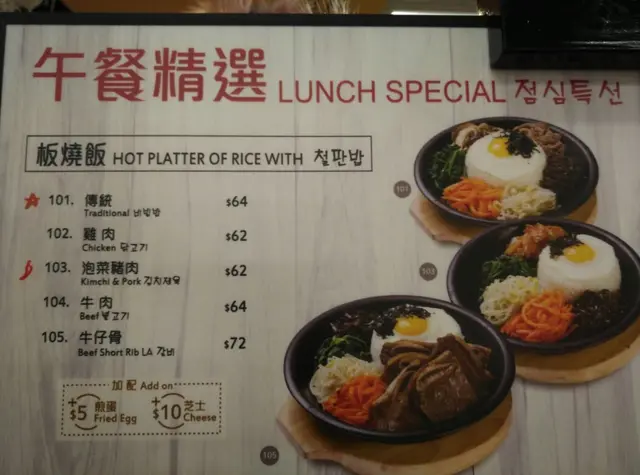 午餐精選 LUNCH SPECIAL 점심특선
板燒飯 HOT PLATTER OF RICE WITH 철판밥
101. 傳統 $64
Traditional 비빔밥
102. 雞肉 $62
Chicken 닭고기
103. 泡菜豬肉 $62
Kimchi & Pork 김치제육
104. 牛肉 $64
Beef 불고기
105. 牛仔骨 $72
Beef Short Rib LA 갈비
加配 Add on
+$5 煎蛋 Fried Egg
+$10 芝士 Cheese
101
103
105